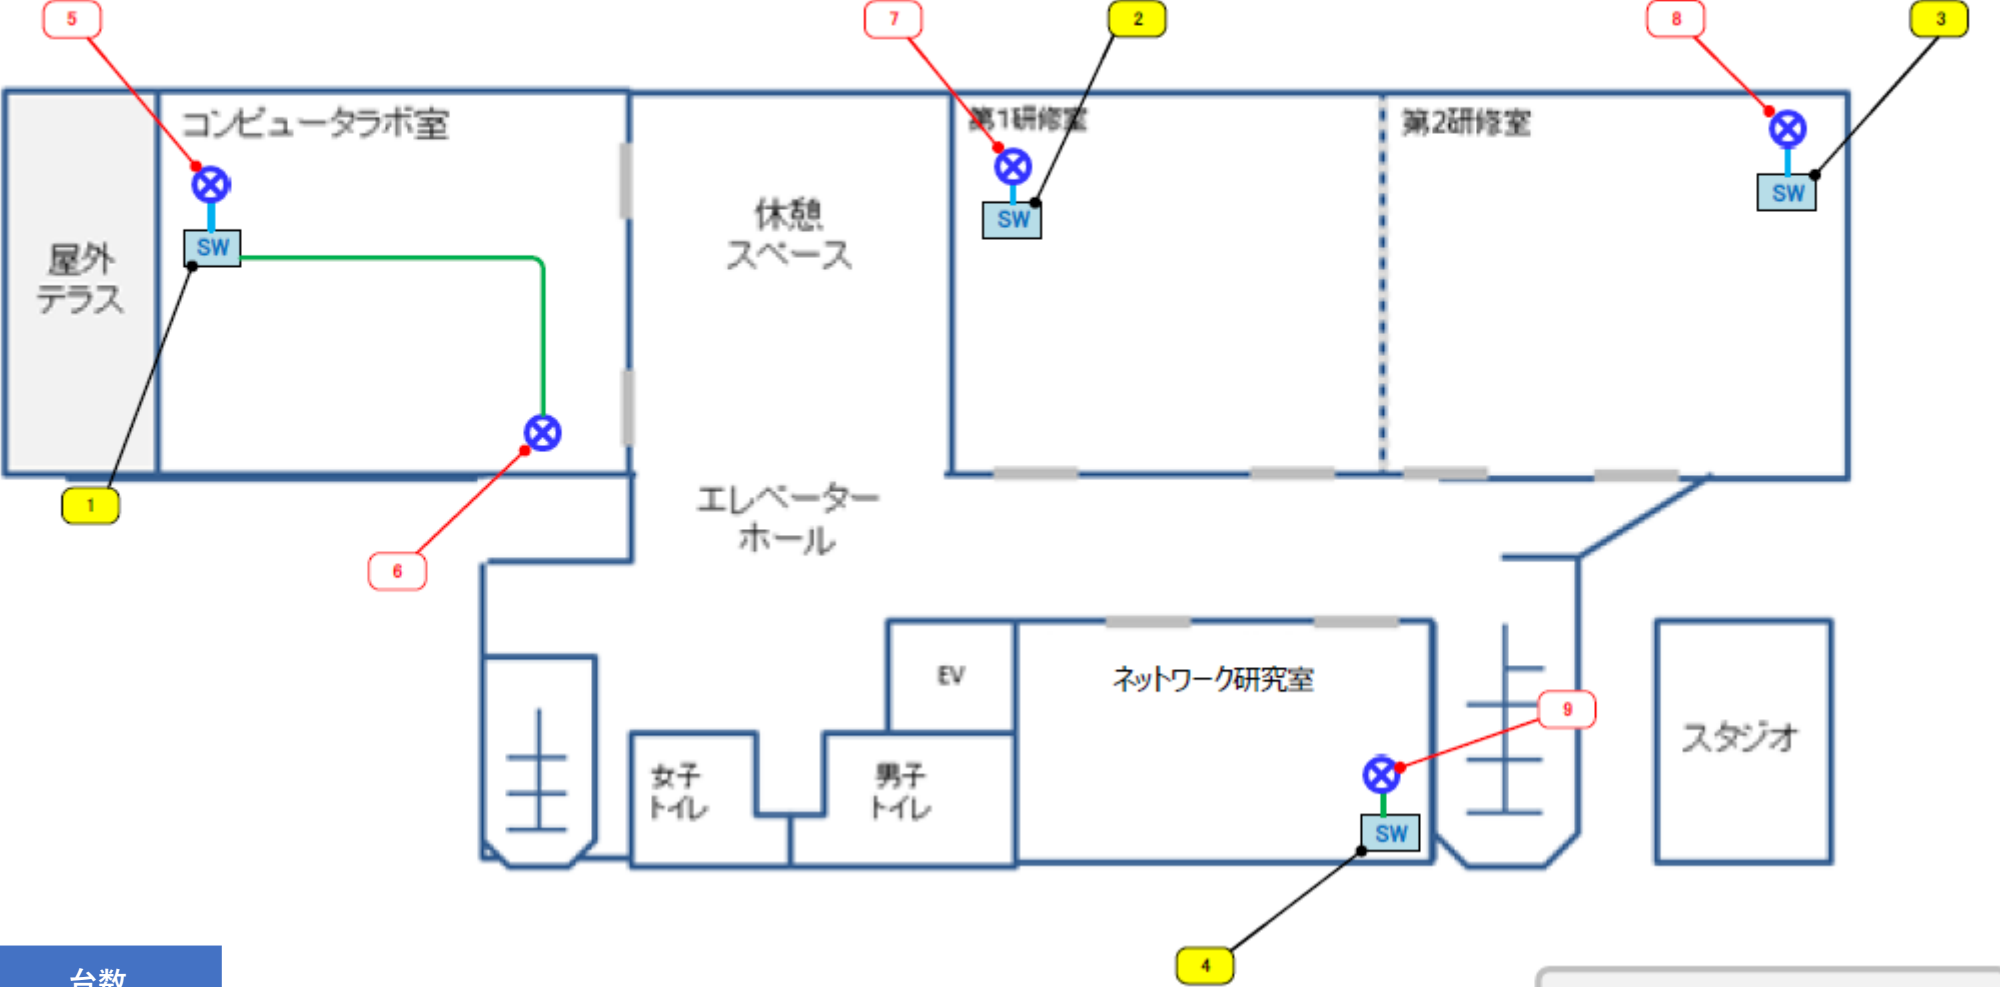 5
7
2
8
3
コンピュータラボ室
第1研修室
第2研修室
SW
SW
SW
休憩
スペース
屋外
テラス
エレベーター
ホール
1
6
EV
ネットワーク研究室
9
スタジオ
女子
トイレ
男子
トイレ
SW
4
台数